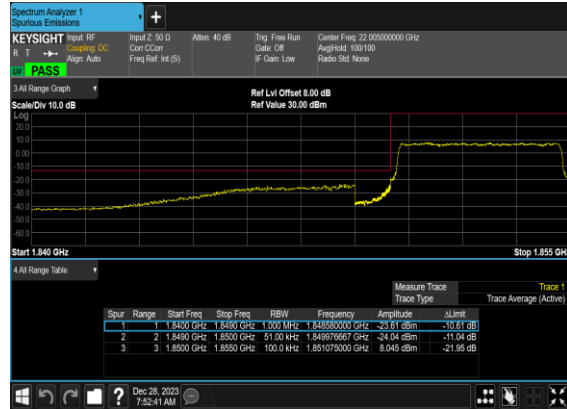 Spectrum Analyzer 1
Spurious Emissions
+
KEYSIGHT Input: RF Input Z: 50 Ω Atten: 40 dB Trig: Free Run Center Freq: 22.005000000 GHz
R T Coupling: DC Corr CCorr Gate: Off Avg|Hold: 100/100
Align: Auto Freq Ref: Int (S) IF Gain: Low Radio Std: None
PASS
3 All Range Graph
Ref Lvl Offset 8.00 dB
Scale/Div 10.0 dB Ref Value 30.00 dBm
Log
20.0
10.0
0.00
-10.0
-20.0
-30.0
-40.0
-50.0
-60.0
Start 1.840 GHz Stop 1.855 GH
4 All Range Table
Measure Trace Trace 1
Trace Type Trace Average (Active)
Spur Range Start Freq Stop Freq RBW Frequency Amplitude ΔLimit
1 1 1.8400 GHz 1.8490 GHz 1.000 MHz 1.848580000 GHz -23.61 dBm -10.61 dB
2 2 1.8490 GHz 1.8500 GHz 51.00 kHz 1.849976667 GHz -24.04 dBm -11.04 dB
3 3 1.8500 GHz 1.8550 GHz 100.0 kHz 1.851075000 GHz 8.045 dBm -21.95 dB
? Dec 28, 2023
7:52:41 AM